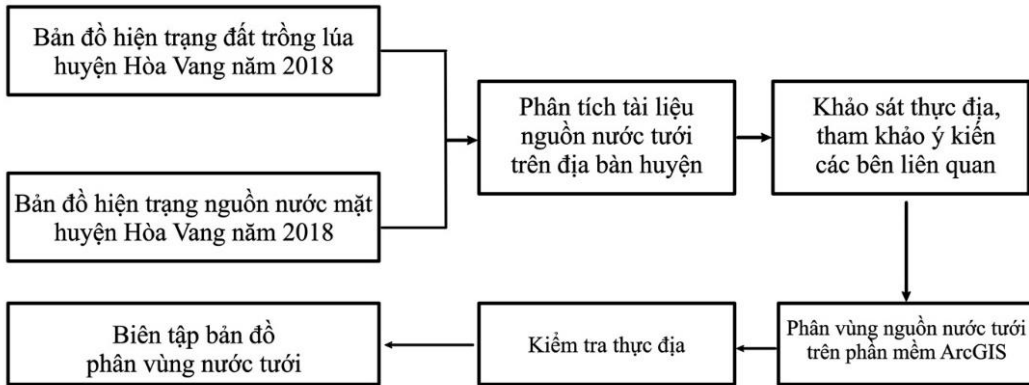 Bản đồ hiện trạng đất trồng lúa
huyện Hòa Vang năm 2018
Bản đồ hiện trạng nguồn nước mặt
huyện Hòa Vang năm 2018
Phân tích tài liệu
nguồn nước tưới
trên địa bàn huyện
Khảo sát thực địa,
tham khảo ý kiến
các bên liên quan
Phân vùng nguồn nước tưới
trên phần mềm ArcGIS
Kiểm tra thực địa
Biên tập bản đồ
phân vùng nước tưới